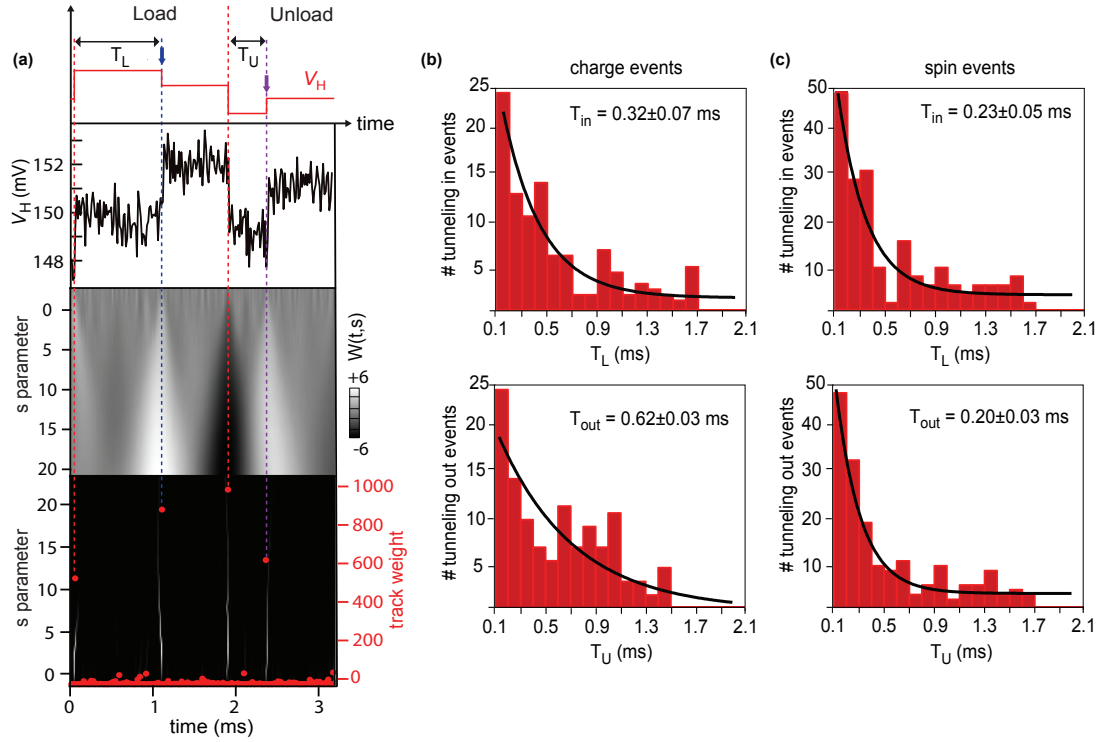 Load
Unload
(a)
T_L
T_U
V_H
time
V_H (mV)
152
150
148
s parameter
0
5
10
15
20
W(t,s)
+6
-6
s parameter
20
15
10
5
0
track weight
1000
800
600
400
200
0
0
1
2
3
time (ms)
(b)
charge events
T_in = 0.32±0.07 ms
# tunneling in events
25
20
15
10
5
0.1
0.5
0.9
1.3
1.7
2.1
T_L (ms)
T_out = 0.62±0.03 ms
# tunneling out events
25
20
15
10
5
0.1
0.5
0.9
1.3
1.7
2.1
T_U (ms)
(c)
spin events
T_in = 0.23±0.05 ms
# tunneling in events
50
40
30
20
10
0.1
0.5
0.9
1.3
1.7
2.1
T_L (ms)
T_out = 0.20±0.03 ms
# tunneling out events
50
40
30
20
10
0.1
0.5
0.9
1.3
1.7
2.1
T_U (ms)